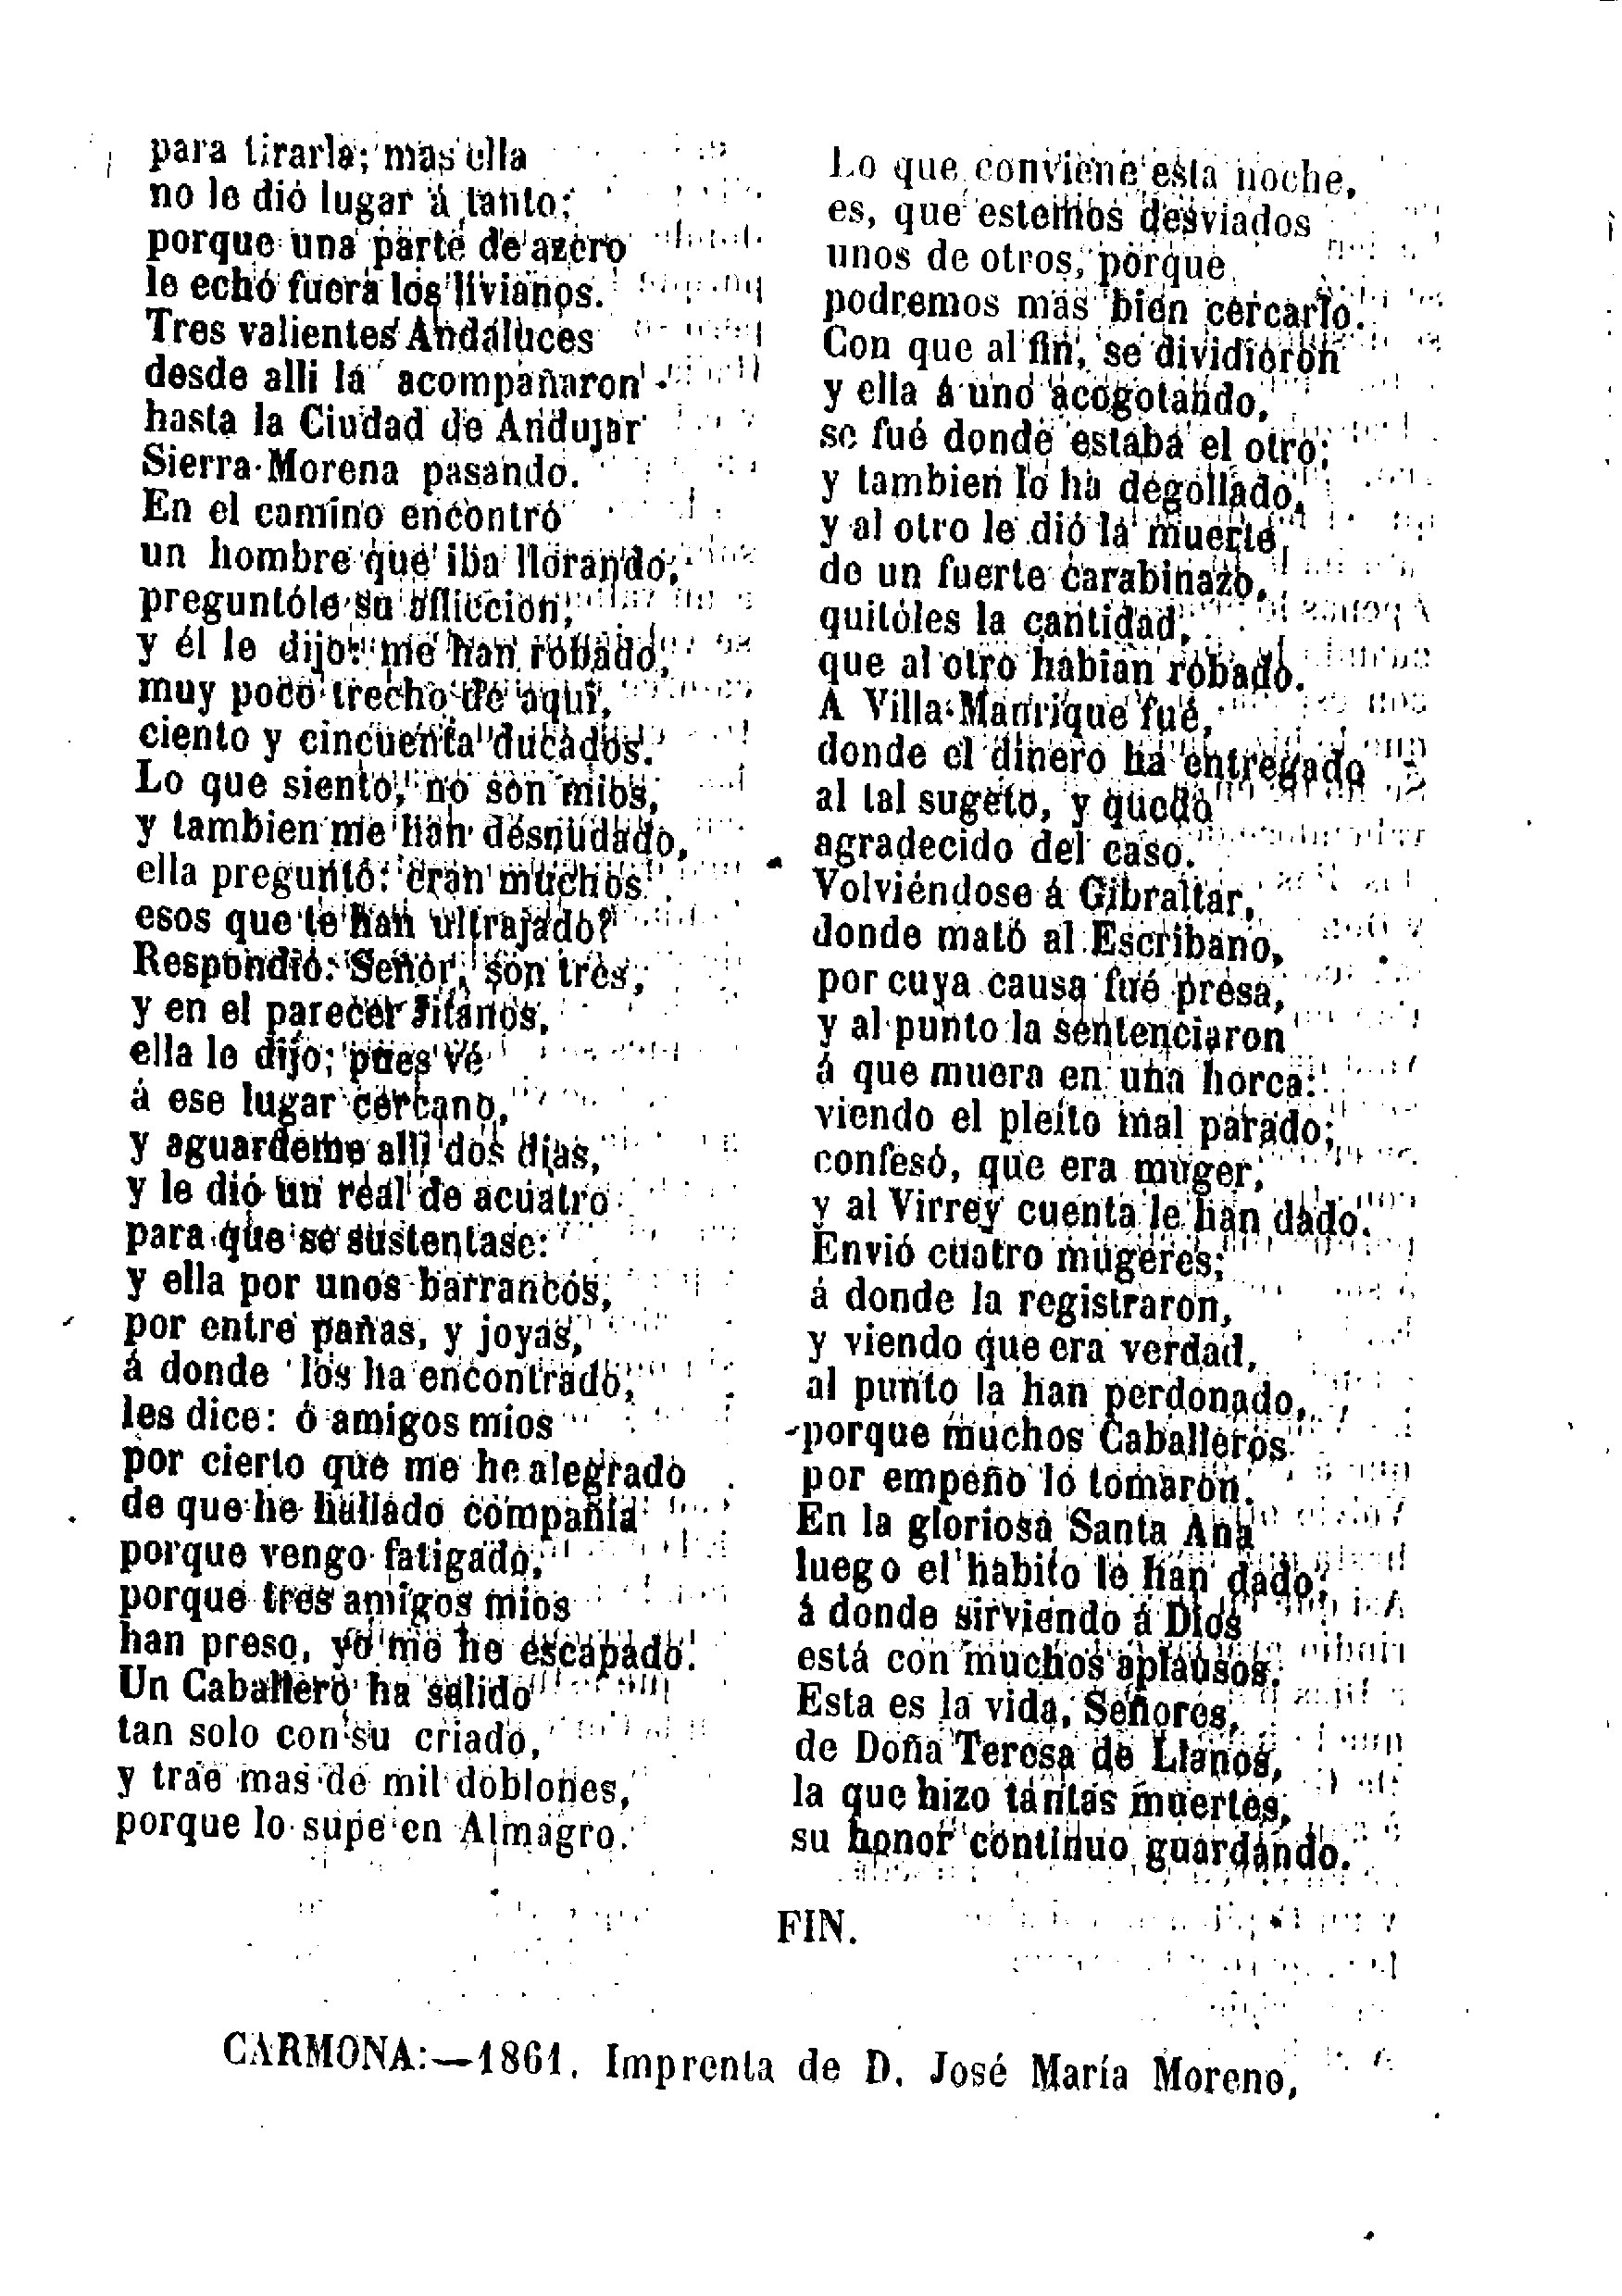 para tirarla; mas ella
no le dió lugar á tanto;
porque una parte de azero
le echó fuera los livianos.
Tres valientes Andaluces
desde alli la acompañaron
hasta la Ciudad de Andujar
Sierra-Morena pasando.
En el camino encontró
un hombre que iba llorando,
preguntóle su afliccion,
y él le dijo: me han robado,
muy poco trecho de aqui,
ciento y cincuenta ducados.
Lo que siento, no son mios,
y tambien me han desnudado,
ella preguntó: eran muchos
esos que te han ultrajado?
Respondió: Señor, son tres,
y en el parecer Jitanos,
ella le dijo; pues vé
á ese lugar cercano,
y aguardeme alli dos dias,
y le dió un real de acuatro
para que se sustentase:
y ella por unos barrancos,
por entre pañas, y joyas,
á donde los ha encontrado,
les dice: ó amigos mios
por cierto que me he alegrado
de que he hallado compañia
porque vengo fatigado,
porque tres amigos mios
han preso, yo me he escapado.
Un Caballero ha salido
tan solo con su criado,
y trae mas de mil doblones,
porque lo supe en Almagro.
Lo que conviene esta noche,
es, que estemos desviados
unos de otros, porque
podremos mas bien cercarlo.
Con que al fin, se dividieron
y ella á uno acogotando,
se fué donde estaba el otro;
y tambien lo ha degollado,
y al otro le dió la muerte,
de un fuerte carabinazo,
quitóles la cantidad,
que al otro habian robado.
A Villa-Manrique fué,
donde el dinero ha entregado
al tal sugeto, y quedó
agradecido del caso.
Volviéndose á Gibraltar,
donde mató al Escribano,
por cuya causa fué presa,
y al punto la sentenciaron
á que muera en una horca:
viendo el pleito mal parado;
confesó, que era muger,
y al Virrey cuenta le han dado.
Envió cuatro mugeres;
á donde la registraron,
y viendo que era verdad,
al punto la han perdonado,
porque muchos Caballeros
por empeño lo tomaron.
En la gloriosa Santa Ana
luego el habito le han dado,
á donde sirviendo á Dios
está con muchos aplausos.
Esta es la vida, Señores,
de Doña Teresa de Llanos,
la que hizo tantas muertes,
su honor continuo guardando.
FIN.
CARMONA:—1861. Imprenta de D. José María Moreno,